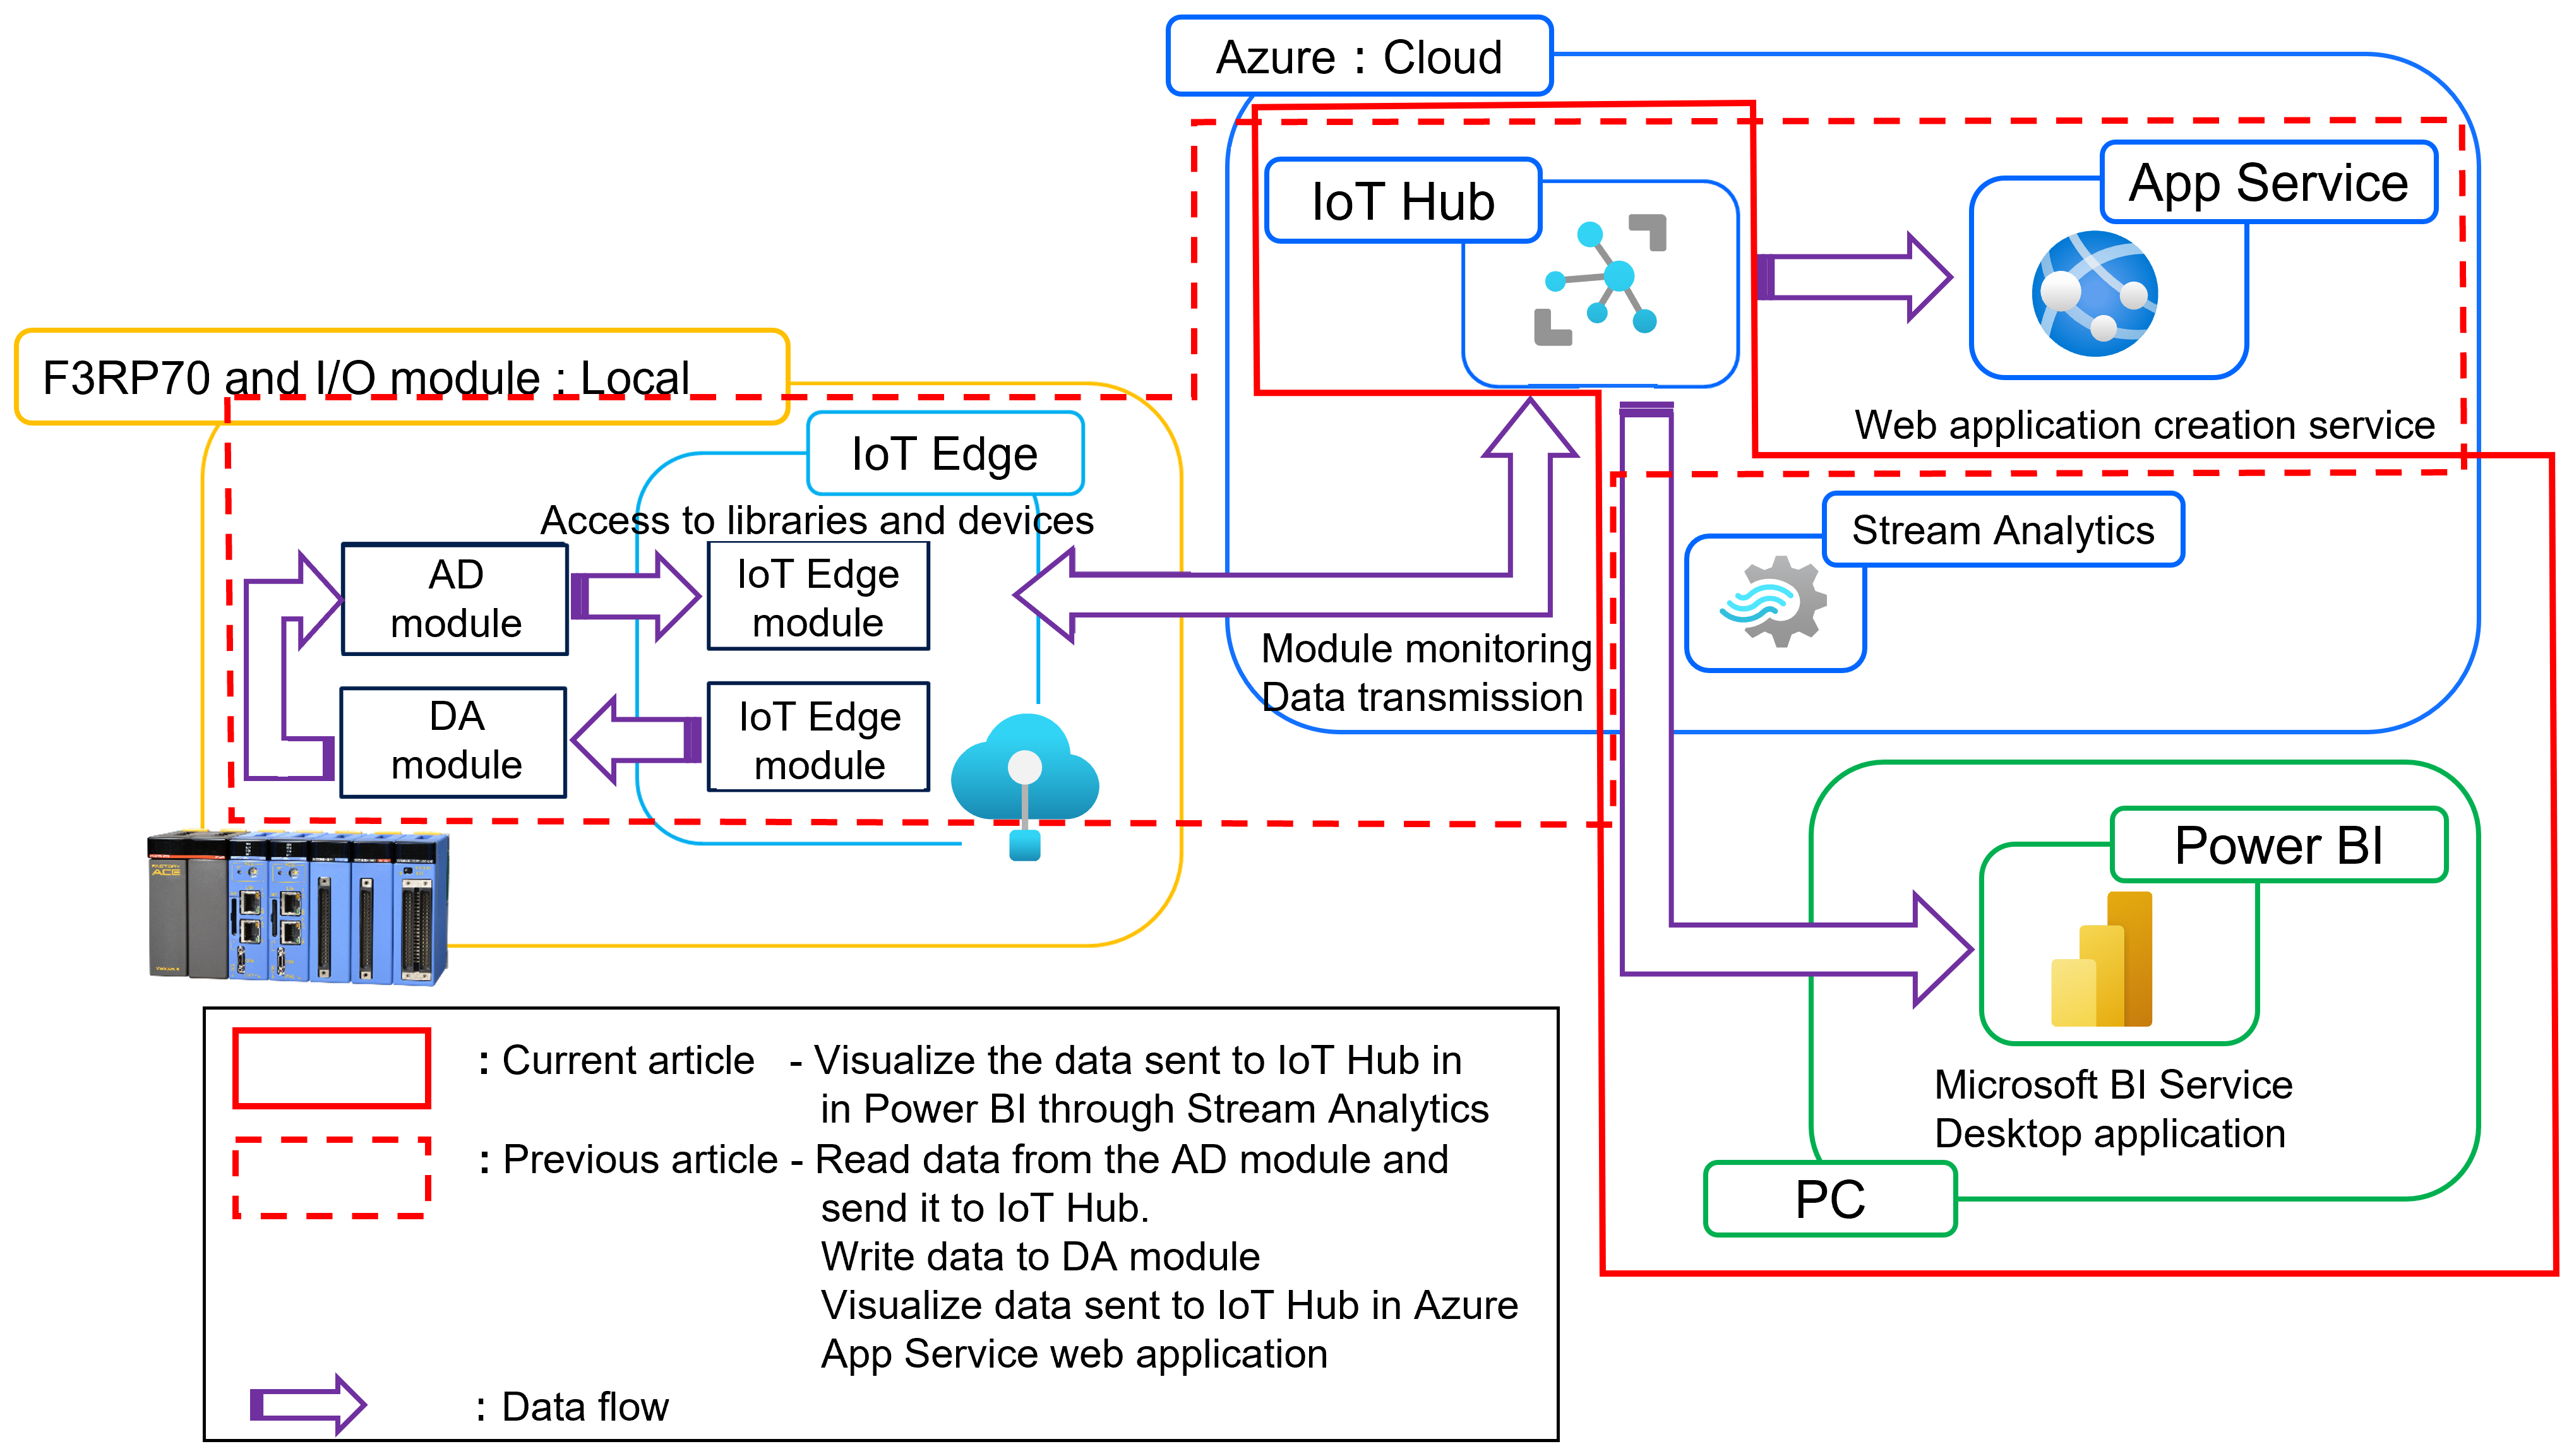 Azure : Cloud
IoT Hub
App Service
Web application creation service
F3RP70 and I/O module : Local
IoT Edge
Access to libraries and devices
AD
module
IoT Edge
module
DA
module
IoT Edge
module
Module monitoring
Data transmission
Stream Analytics
Power BI
Microsoft BI Service
Desktop application
PC
FACTORY
ACE
: Current article - Visualize the data sent to IoT Hub in
in Power BI through Stream Analytics
: Previous article - Read data from the AD module and
send it to IoT Hub.
Write data to DA module
Visualize data sent to IoT Hub in Azure
App Service web application
: Data flow